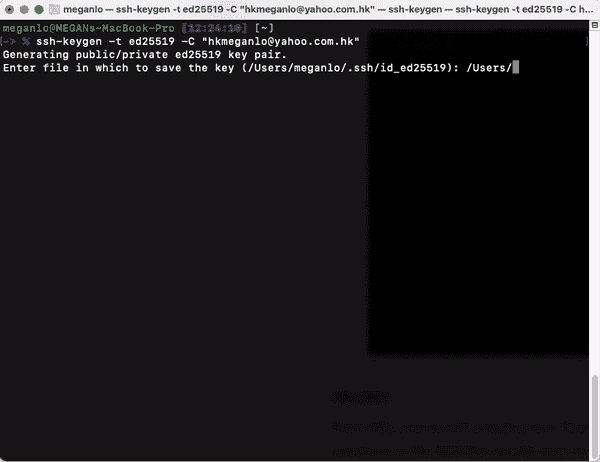 meganlo — ssh-keygen -t ed25519 -C "hkmeganlo@yahoo.com.hk" — ssh-keygen — ssh-keygen -t ed25519 -C h...
meganlo@MEGANs-MacBook-Pro [12:24:10] [~]
-> % ssh-keygen -t ed25519 -C "hkmeganlo@yahoo.com.hk"
Generating public/private ed25519 key pair.
Enter file in which to save the key (/Users/meganlo/.ssh/id_ed25519): /Users/